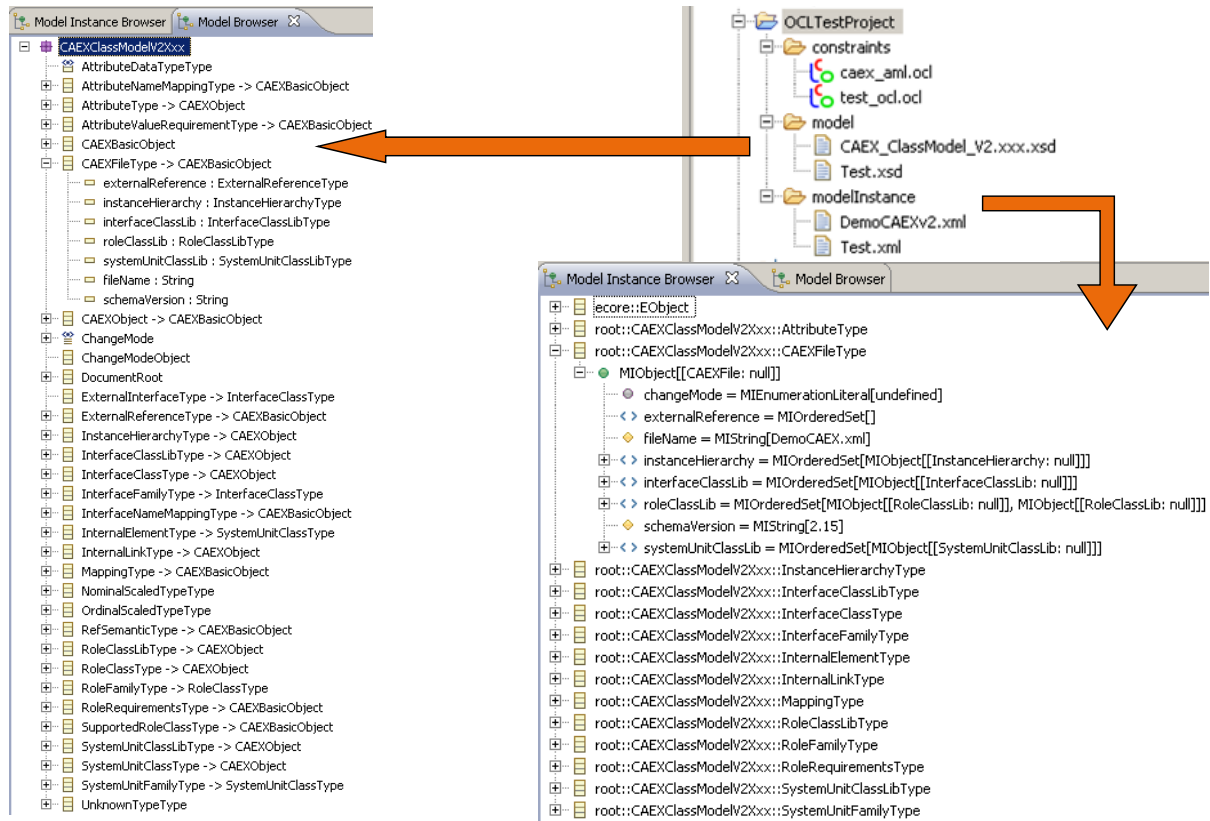 Model Instance Browser
Model Browser
CAEXClassModelV2Xxx
AttributeDataTypeType
AttributeNameMappingType -> CAEXBasicObject
AttributeType -> CAEXObject
AttributeValueRequirementType -> CAEXBasicObject
CAEXBasicObject
CAEXFileType -> CAEXBasicObject
externalReference : ExternalReferenceType
instanceHierarchy : InstanceHierarchyType
interfaceClassLib : InterfaceClassLibType
roleClassLib : RoleClassLibType
systemUnitClassLib : SystemUnitClassLibType
fileName : String
schemaVersion : String
CAEXObject -> CAEXBasicObject
ChangeMode
ChangeModeObject
DocumentRoot
ExternalInterfaceType -> InterfaceClassType
ExternalReferenceType -> CAEXBasicObject
InstanceHierarchyType -> CAEXObject
InterfaceClassLibType -> CAEXObject
InterfaceClassType -> CAEXObject
InterfaceFamilyType -> InterfaceClassType
InterfaceNameMappingType -> CAEXBasicObject
InternalElementType -> SystemUnitClassType
InternalLinkType -> CAEXObject
MappingType -> CAEXBasicObject
NominalScaledTypeType
OrdinalScaledTypeType
RefSemanticType -> CAEXBasicObject
RoleClassLibType -> CAEXObject
RoleClassType -> CAEXObject
RoleFamilyType -> RoleClassType
RoleRequirementsType -> CAEXBasicObject
SupportedRoleClassType -> CAEXBasicObject
SystemUnitClassLibType -> CAEXObject
SystemUnitClassType -> CAEXObject
SystemUnitFamilyType -> SystemUnitClassType
UnknownTypeType
OCLTestProject
constraints
caex_aml.ocl
test_ocl.ocl
model
CAEX_ClassModel_V2.xxx.xsd
Test.xsd
modelInstance
DemoCAEXv2.xml
Test.xml
Model Instance Browser
Model Browser
ecore::EObject
root::CAEXClassModelV2Xxx::AttributeType
root::CAEXClassModelV2Xxx::CAEXFileType
MIObject[[CAEXFile: null]]
changeMode = MIEnumerationLiteral[undefined]
externalReference = MIOrderedSet[]
fileName = MIString[DemoCAEX.xml]
instanceHierarchy = MIOrderedSet[MIObject[[InstanceHierarchy: null]]]
interfaceClassLib = MIOrderedSet[MIObject[[InterfaceClassLib: null]]]
roleClassLib = MIOrderedSet[MIObject[[RoleClassLib: null]], MIObject[[RoleClassLib: null]]]
schemaVersion = MIString[2.15]
systemUnitClassLib = MIOrderedSet[MIObject[[SystemUnitClassLib: null]]]
root::CAEXClassModelV2Xxx::InstanceHierarchyType
root::CAEXClassModelV2Xxx::InterfaceClassLibType
root::CAEXClassModelV2Xxx::InterfaceClassType
root::CAEXClassModelV2Xxx::InterfaceFamilyType
root::CAEXClassModelV2Xxx::InternalElementType
root::CAEXClassModelV2Xxx::InternalLinkType
root::CAEXClassModelV2Xxx::MappingType
root::CAEXClassModelV2Xxx::RoleClassLibType
root::CAEXClassModelV2Xxx::RoleFamilyType
root::CAEXClassModelV2Xxx::RoleRequirementsType
root::CAEXClassModelV2Xxx::SystemUnitClassLibType
root::CAEXClassModelV2Xxx::SystemUnitFamilyType